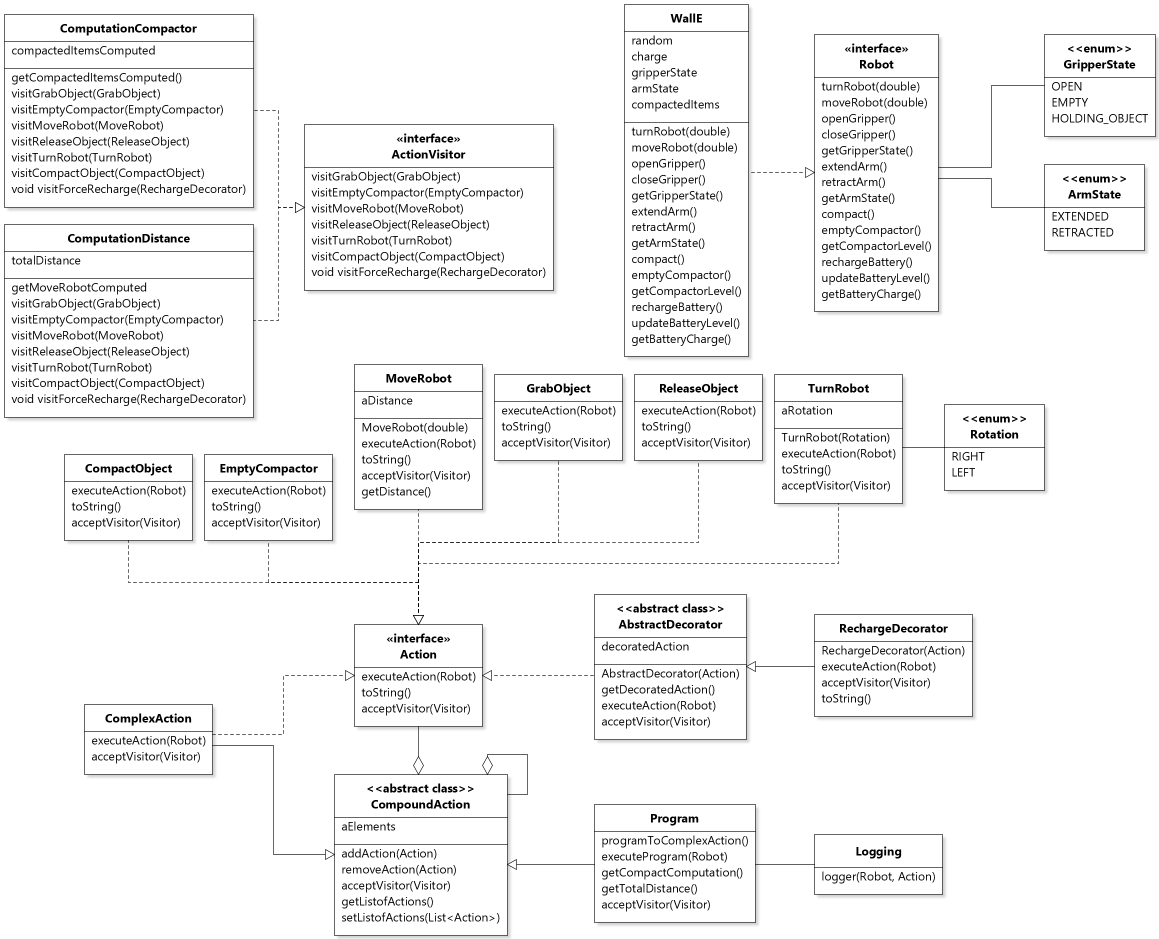 ComputationCompactor
compactedItemsComputed
getCompactedItemsComputed()
visitGrabObject(GrabObject)
visitEmptyCompactor(EmptyCompactor)
visitMoveRobot(MoveRobot)
visitReleaseObject(ReleaseObject)
visitTurnRobot(TurnRobot)
visitCompactObject(CompactObject)
void visitForceRecharge(RechargeDecorator)
ComputationDistance
totalDistance
getMoveRobotComputed
visitGrabObject(GrabObject)
visitEmptyCompactor(EmptyCompactor)
visitMoveRobot(MoveRobot)
visitReleaseObject(ReleaseObject)
visitTurnRobot(TurnRobot)
visitCompactObject(CompactObject)
void visitForceRecharge(RechargeDecorator)
«interface»
ActionVisitor
visitGrabObject(GrabObject)
visitEmptyCompactor(EmptyCompactor)
visitMoveRobot(MoveRobot)
visitReleaseObject(ReleaseObject)
visitTurnRobot(TurnRobot)
visitCompactObject(CompactObject)
void visitForceRecharge(RechargeDecorator)
WallE
random
charge
gripperState
armState
compactedItems
turnRobot(double)
moveRobot(double)
openGripper()
closeGripper()
getGripperState()
extendArm()
retractArm()
getArmState()
compact()
emptyCompactor()
getCompactorLevel()
rechargeBattery()
updateBatteryLevel()
getBatteryCharge()
«interface»
Robot
turnRobot(double)
moveRobot(double)
openGripper()
closeGripper()
getGripperState()
extendArm()
retractArm()
getArmState()
compact()
emptyCompactor()
getCompactorLevel()
rechargeBattery()
updateBatteryLevel()
getBatteryCharge()
<<enum>>
GripperState
OPEN
EMPTY
HOLDING_OBJECT
<<enum>>
ArmState
EXTENDED
RETRACTED
MoveRobot
aDistance
MoveRobot(double)
executeAction(Robot)
toString()
acceptVisitor(Visitor)
getDistance()
GrabObject
executeAction(Robot)
toString()
acceptVisitor(Visitor)
ReleaseObject
executeAction(Robot)
toString()
acceptVisitor(Visitor)
TurnRobot
aRotation
TurnRobot(Rotation)
executeAction(Robot)
toString()
acceptVisitor(Visitor)
<<enum>>
Rotation
RIGHT
LEFT
CompactObject
executeAction(Robot)
toString()
acceptVisitor(Visitor)
EmptyCompactor
executeAction(Robot)
toString()
acceptVisitor(Visitor)
«interface»
Action
executeAction(Robot)
toString()
acceptVisitor(Visitor)
<<abstract class>>
AbstractDecorator
decoratedAction
AbstractDecorator(Action)
getDecoratedAction()
executeAction(Robot)
acceptVisitor(Visitor)
RechargeDecorator
RechargeDecorator(Action)
executeAction(Robot)
acceptVisitor(Visitor)
toString()
ComplexAction
executeAction(Robot)
acceptVisitor(Visitor)
<<abstract class>>
CompoundAction
aElements
addAction(Action)
removeAction(Action)
acceptVisitor(Visitor)
getListofActions()
setListofActions(List<Action>)
Program
programToComplexAction()
executeProgram(Robot)
getCompactComputation()
getTotalDistance()
acceptVisitor(Visitor)
Logging
logger(Robot, Action)